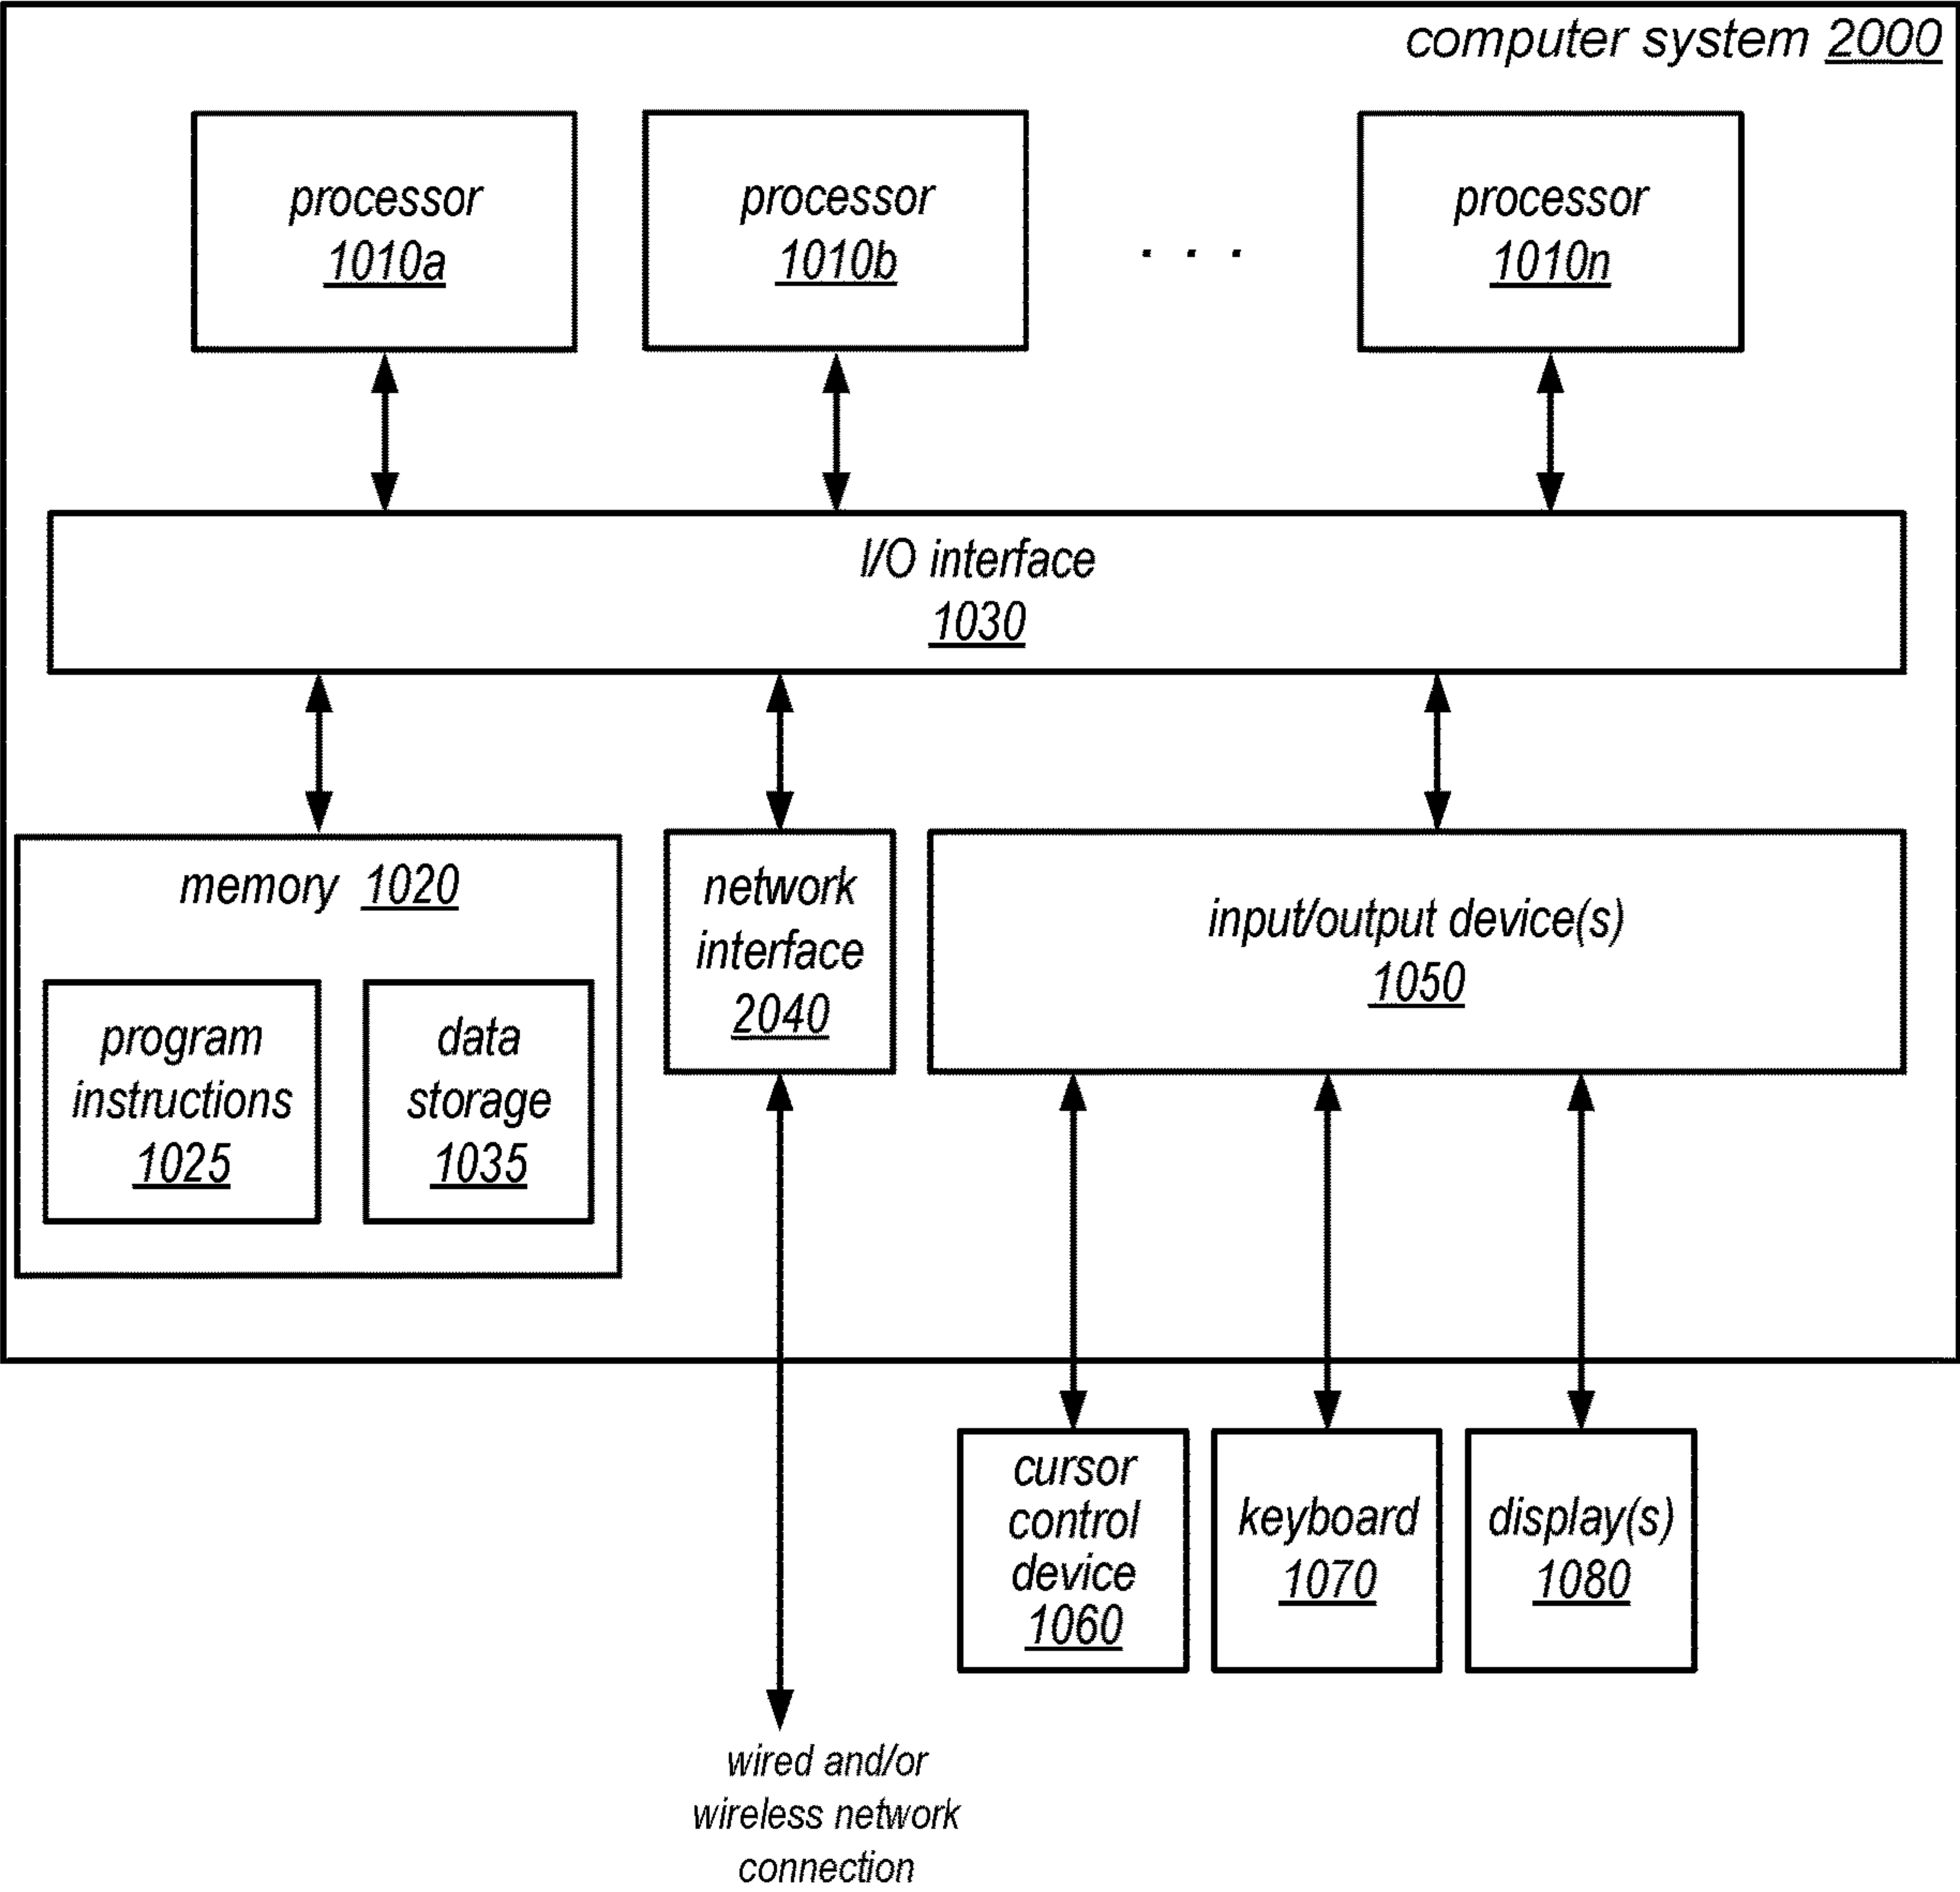 computer system 2000
processor
1010a
processor
1010b
. . .
processor
1010n
I/O interface
1030
memory 1020
program
instructions
1025
data
storage
1035
network
interface
2040
input/output device(s)
1050
cursor
control
device
1060
keyboard
1070
display(s)
1080
wired and/or
wireless network
connection